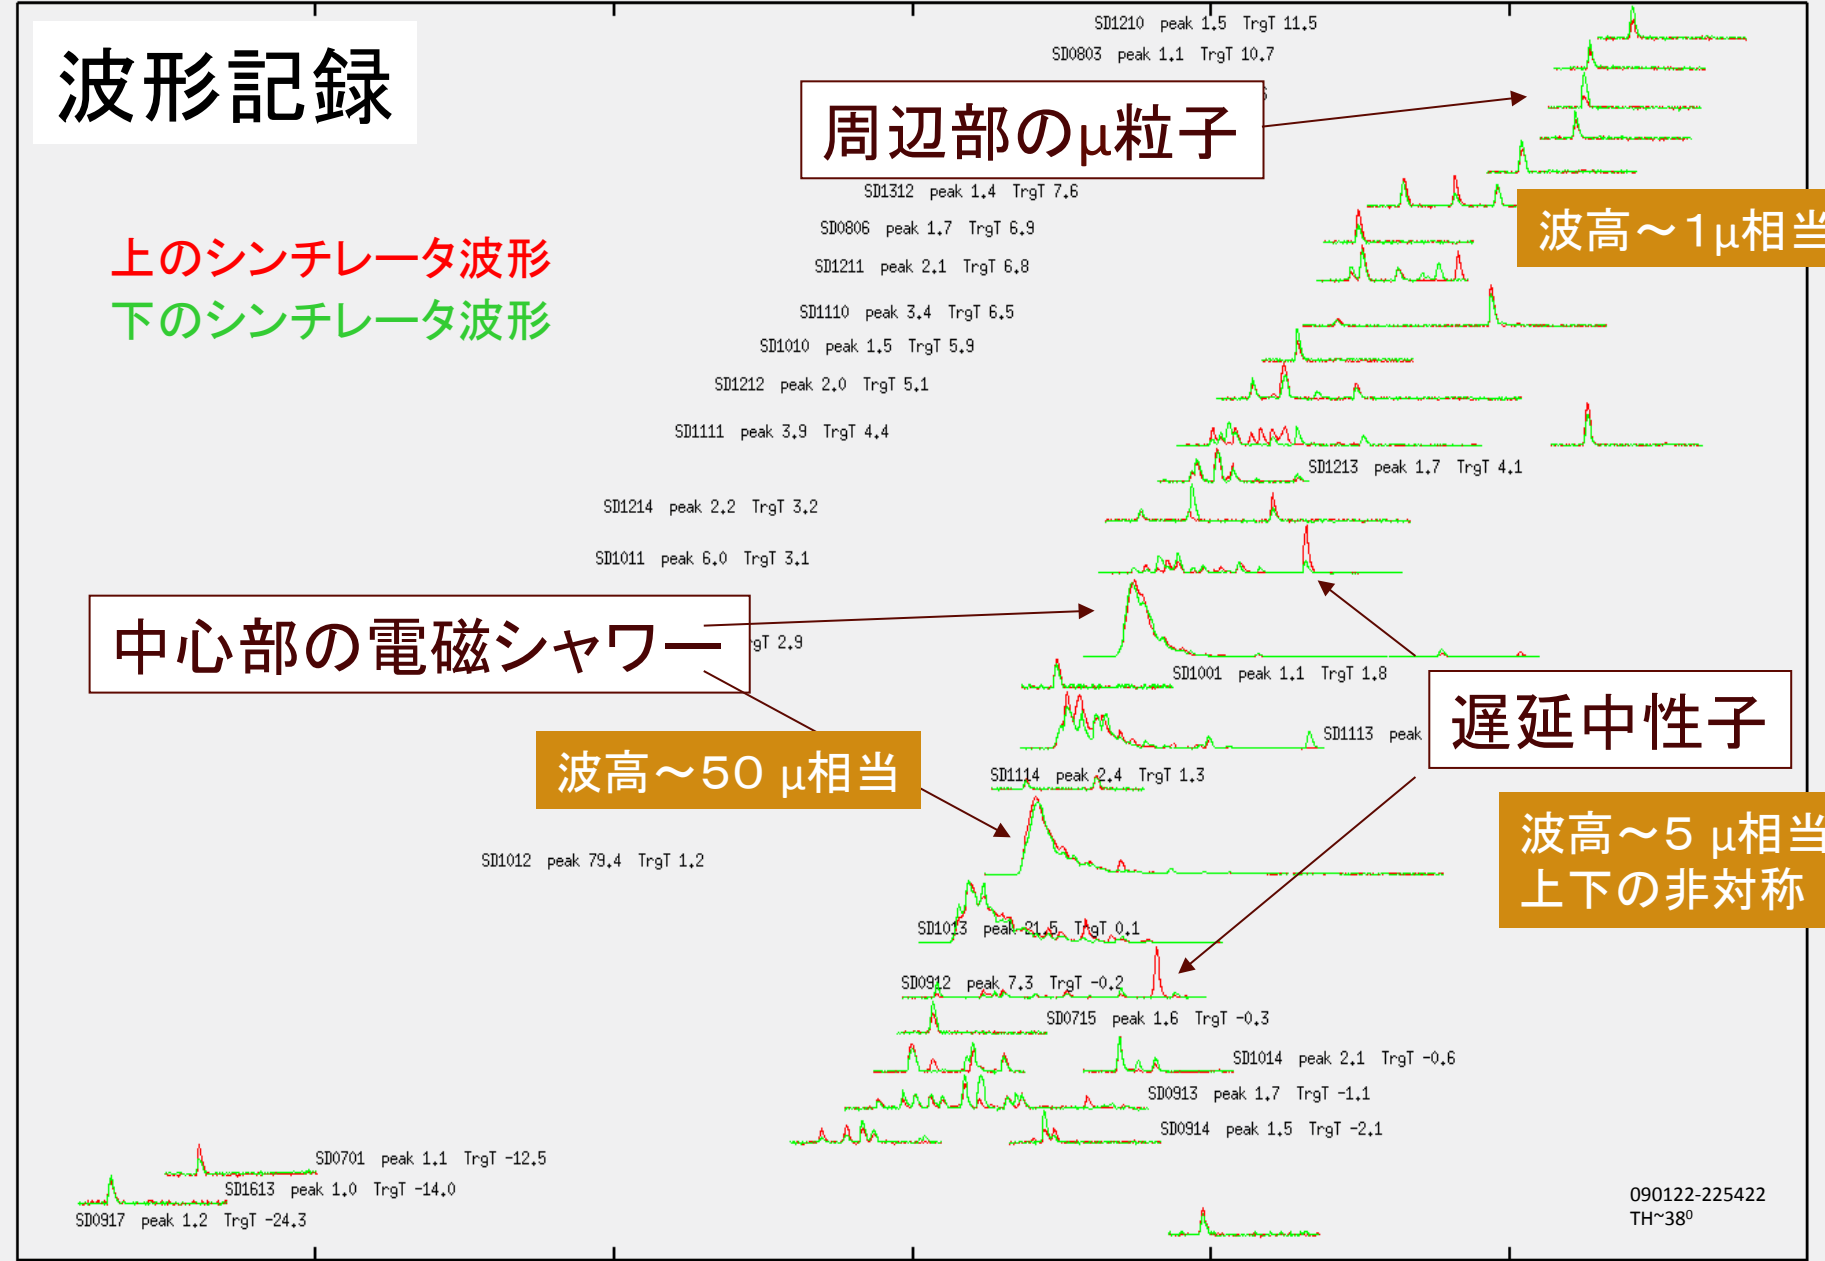 波形記録
上のシンチレータ波形
下のシンチレータ波形
SD1210 peak 1.5 TrgT 11.5
SD0803 peak 1.1 TrgT 10.7
周辺部のμ粒子
SD1312 peak 1.4 TrgT 7.6
波高～1μ相当
SD0806 peak 1.7 TrgT 6.9
SD1211 peak 2.1 TrgT 6.8
SD1110 peak 3.4 TrgT 6.5
SD1010 peak 1.5 TrgT 5.9
SD1212 peak 2.0 TrgT 5.1
SD1111 peak 3.9 TrgT 4.4
SD1213 peak 1.7 TrgT 4.1
SD1214 peak 2.2 TrgT 3.2
SD1011 peak 6.0 TrgT 3.1
中心部の電磁シャワー
2.9
SD1001 peak 1.1 TrgT 1.8
遅延中性子
SD1113 peak
波高～50 μ相当
SD1114 peak 2.4 TrgT 1.3
波高～5 μ相当
上下の非対称
SD1012 peak 79.4 TrgT 1.2
SD1013 peak 21.5 TrgT 0.1
SD0912 peak 7.3 TrgT -0.2
SD0715 peak 1.6 TrgT -0.3
SD1014 peak 2.1 TrgT -0.6
SD0913 peak 1.7 TrgT -1.1
SD0914 peak 1.5 TrgT -2.1
SD0701 peak 1.1 TrgT -12.5
SD1613 peak 1.0 TrgT -14.0
SD0917 peak 1.2 TrgT -24.3
090122-225422
TH~38⁰